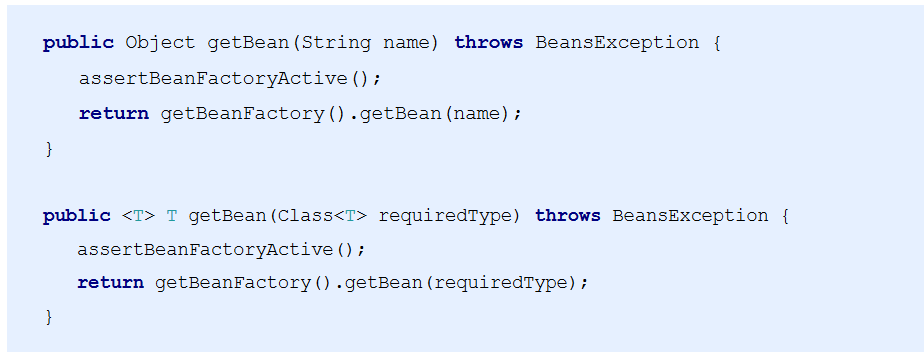 public Object getBean(String name) throws BeansException {
assertBeanFactoryActive();
return getBeanFactory().getBean(name);
}
public <T> T getBean(Class<T> requiredType) throws BeansException {
assertBeanFactoryActive();
return getBeanFactory().getBean(requiredType);
}